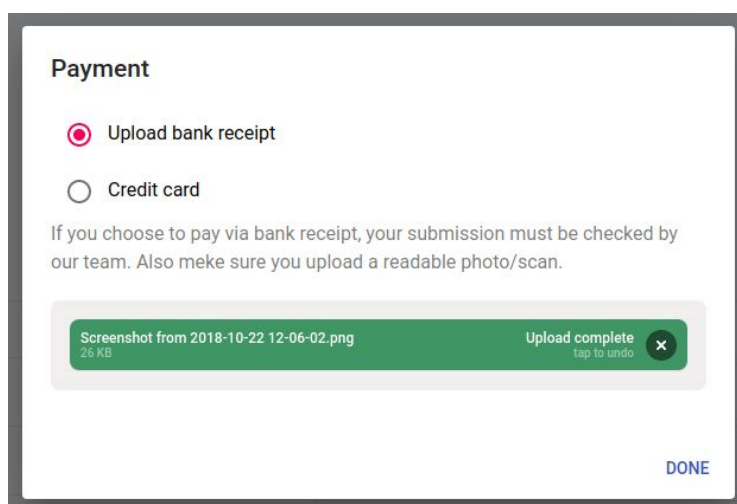 Payment
Upload bank receipt
Credit card
If you choose to pay via bank receipt, your submission must be checked by
our team. Also meke sure you upload a readable photo/scan.
Screenshot from 2018-10-22 12-06-02.png Upload complete
26 KB tap to undo
DONE